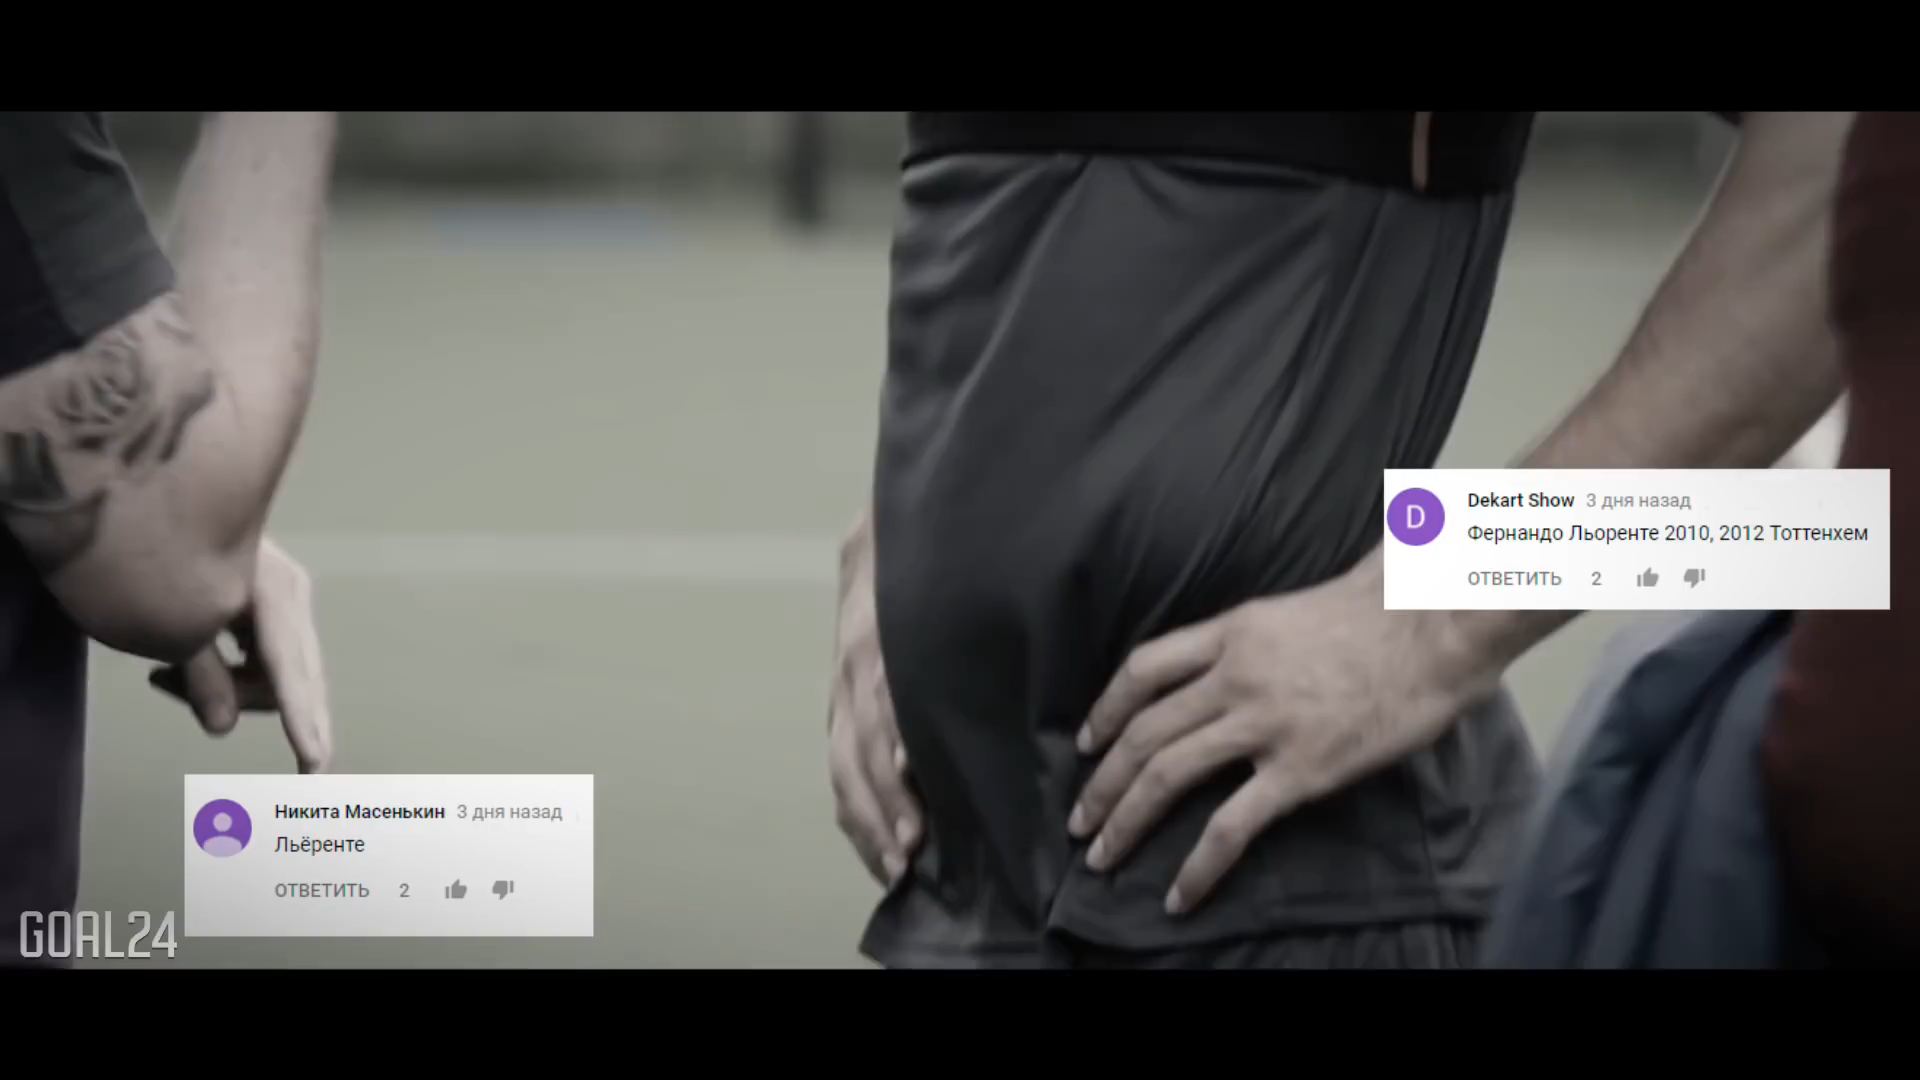 Dekart Show 3 дня назад
Фернандо Льоренте 2010, 2012 Тоттенхем
ОТВЕТИТЬ 2
Никита Масенькин 3 дня назад
Льёренте
ОТВЕТИТЬ 2
GOAL24
D